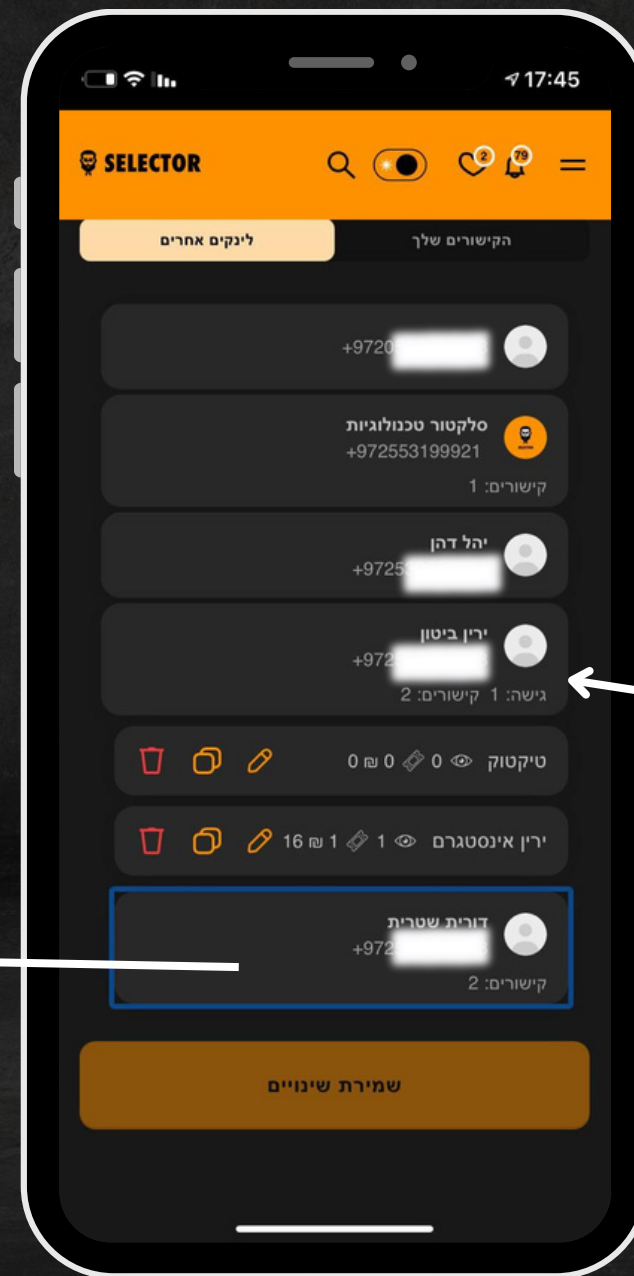 17:45
SELECTOR
2
79
הקישורים שלך
לינקים אחרים
+9720
סלקטור טכנולוגיות
+972553199921
קישורים: 1
יהל דהן
+9725
ירין ביטון
+972
גישה: 1 קישורים: 2
טיקטוק 0 0 ₪ 0
ירין אינסטגרם 1 1 ₪ 16
דורית שטרית
+972
קישורים: 2
שמירת שינויים